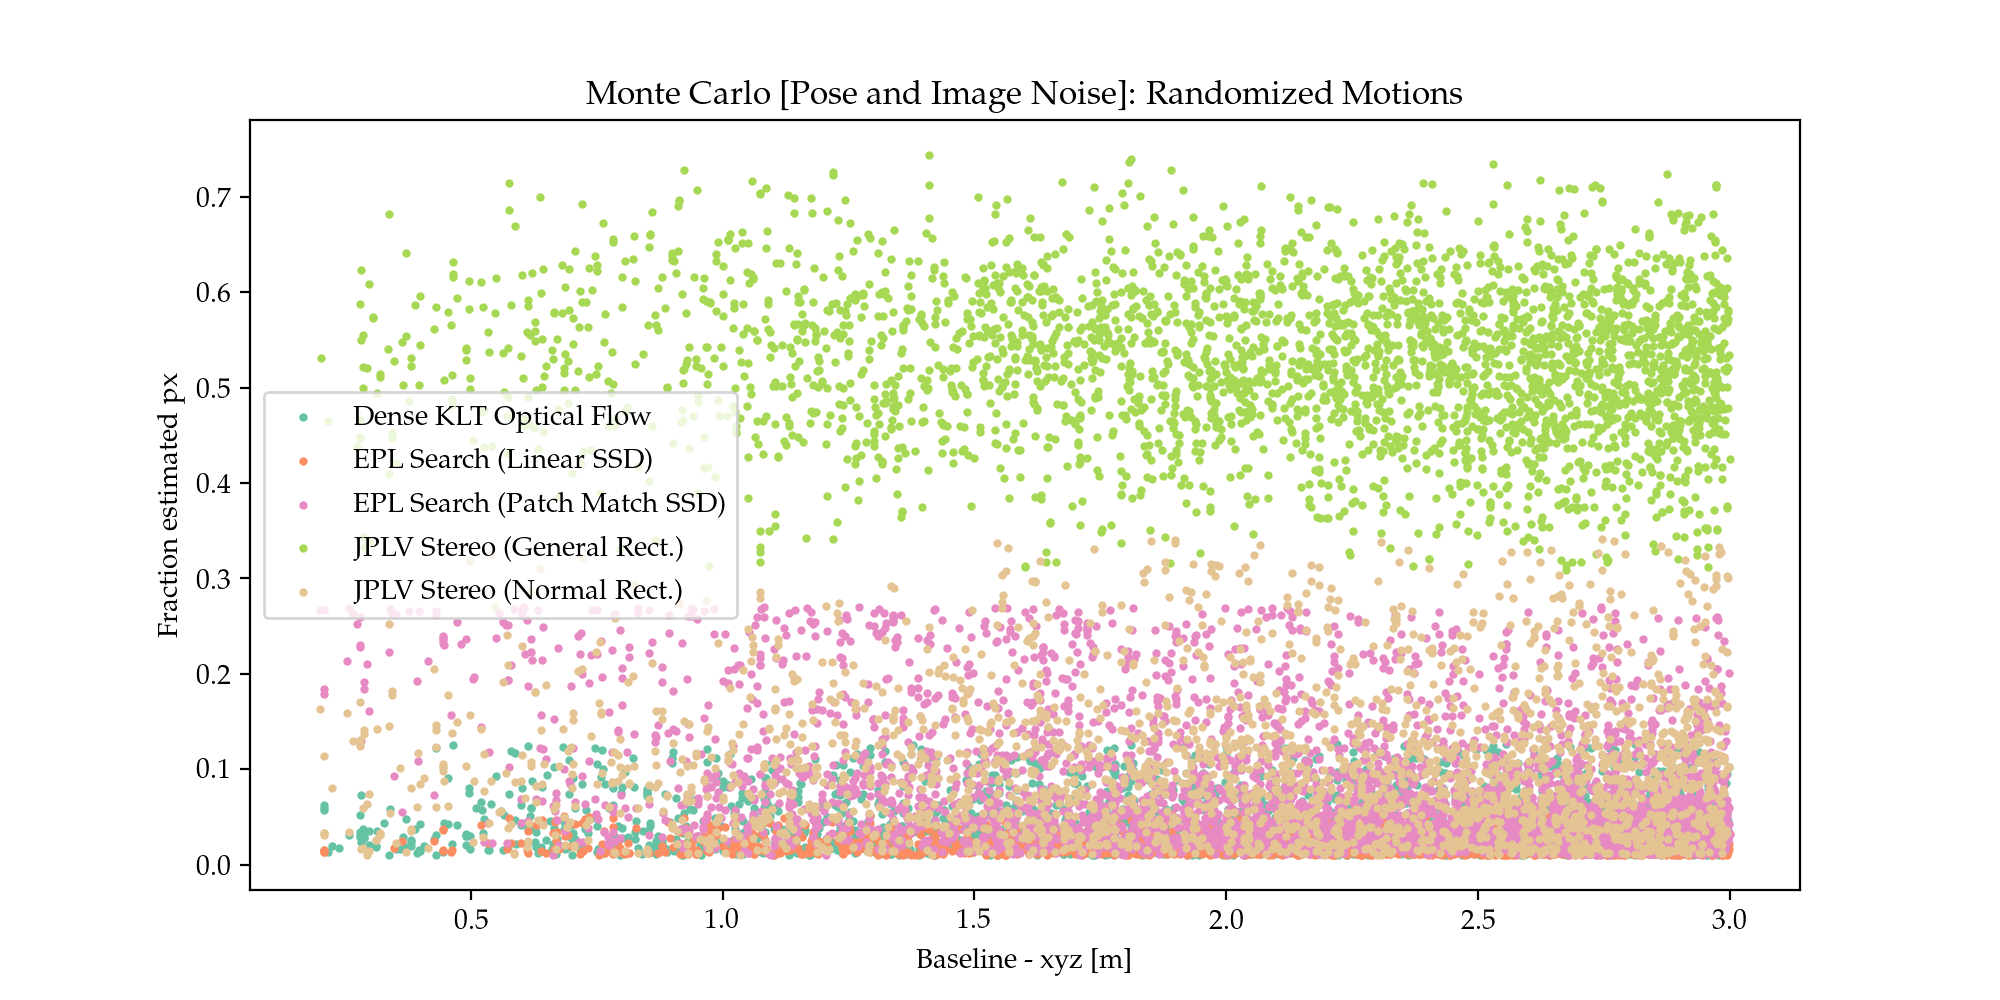 Monte Carlo [Pose and Image Noise]: Randomized Motions
Fraction estimated px
0.7
0.6
0.5
0.4
0.3
0.2
0.1
0.0
Dense KLT Optical Flow
EPL Search (Linear SSD)
EPL Search (Patch Match SSD)
JPLV Stereo (General Rect.)
JPLV Stereo (Normal Rect.)
0.5 1.0 1.5 2.0 2.5 3.0
Baseline - xyz [m]